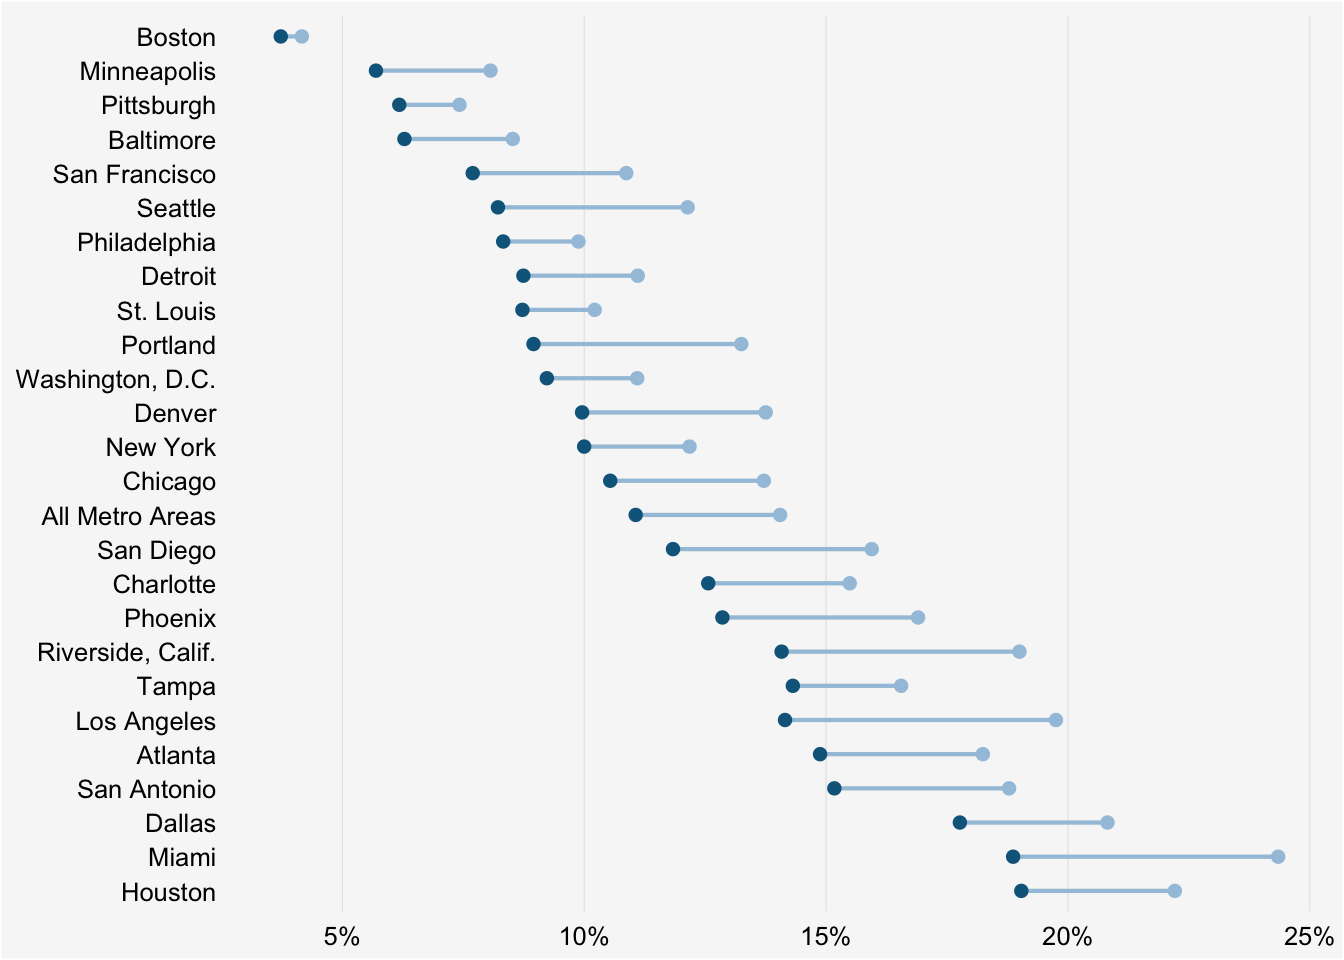 Boston
Minneapolis
Pittsburgh
Baltimore
San Francisco
Seattle
Philadelphia
Detroit
St. Louis
Portland
Washington, D.C.
Denver
New York
Chicago
All Metro Areas
San Diego
Charlotte
Phoenix
Riverside, Calif.
Tampa
Los Angeles
Atlanta
San Antonio
Dallas
Miami
Houston
5% 10% 15% 20% 25%